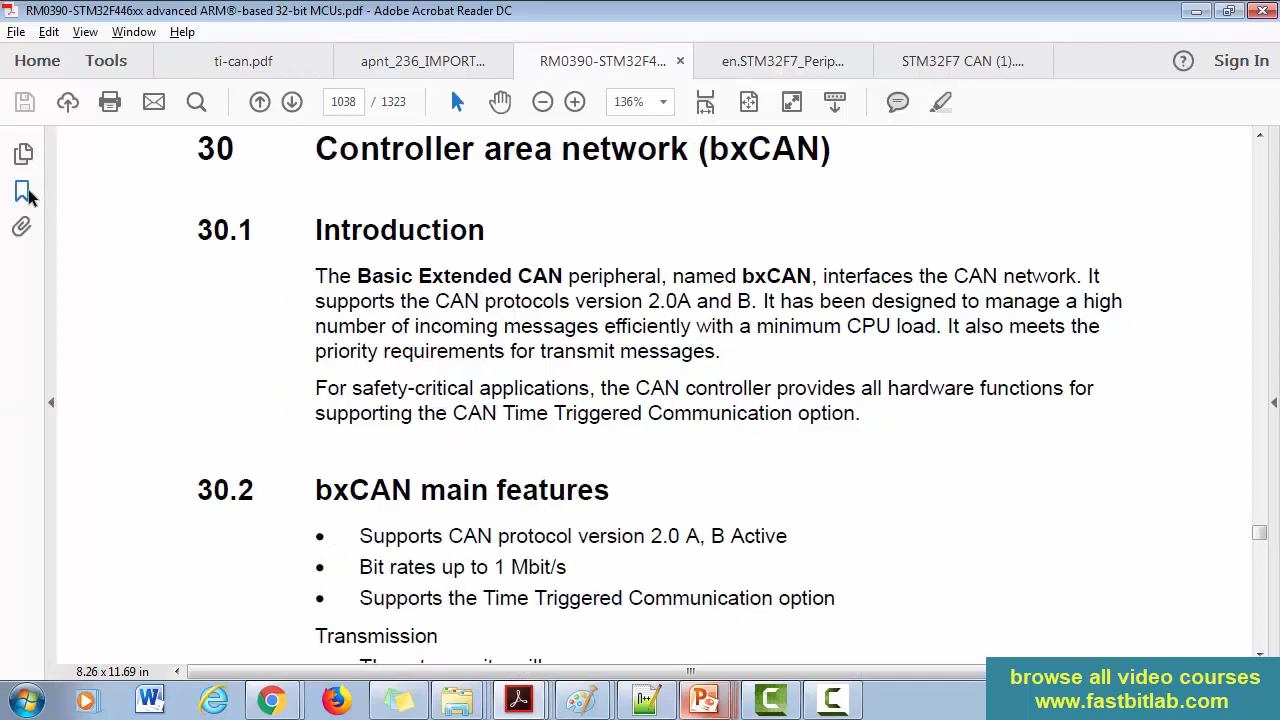 RM0390-STM32F446xx advanced ARM®-based 32-bit MCUs.pdf - Adobe Acrobat Reader DC
File Edit View Window Help
Home Tools ti-can.pdf apnt_236_IMPORT... RM0390-STM32F4... × en.STM32F7_Perip... STM32F7 CAN (1).... ? Sign In
1038 / 1323 136%
30 Controller area network (bxCAN)
30.1 Introduction
The Basic Extended CAN peripheral, named bxCAN, interfaces the CAN network. It
supports the CAN protocols version 2.0A and B. It has been designed to manage a high
number of incoming messages efficiently with a minimum CPU load. It also meets the
priority requirements for transmit messages.
For safety-critical applications, the CAN controller provides all hardware functions for
supporting the CAN Time Triggered Communication option.
30.2 bxCAN main features
• Supports CAN protocol version 2.0 A, B Active
• Bit rates up to 1 Mbit/s
• Supports the Time Triggered Communication option
Transmission
8.26 x 11.69 in
browse all video courses
www.fastbitlab.com